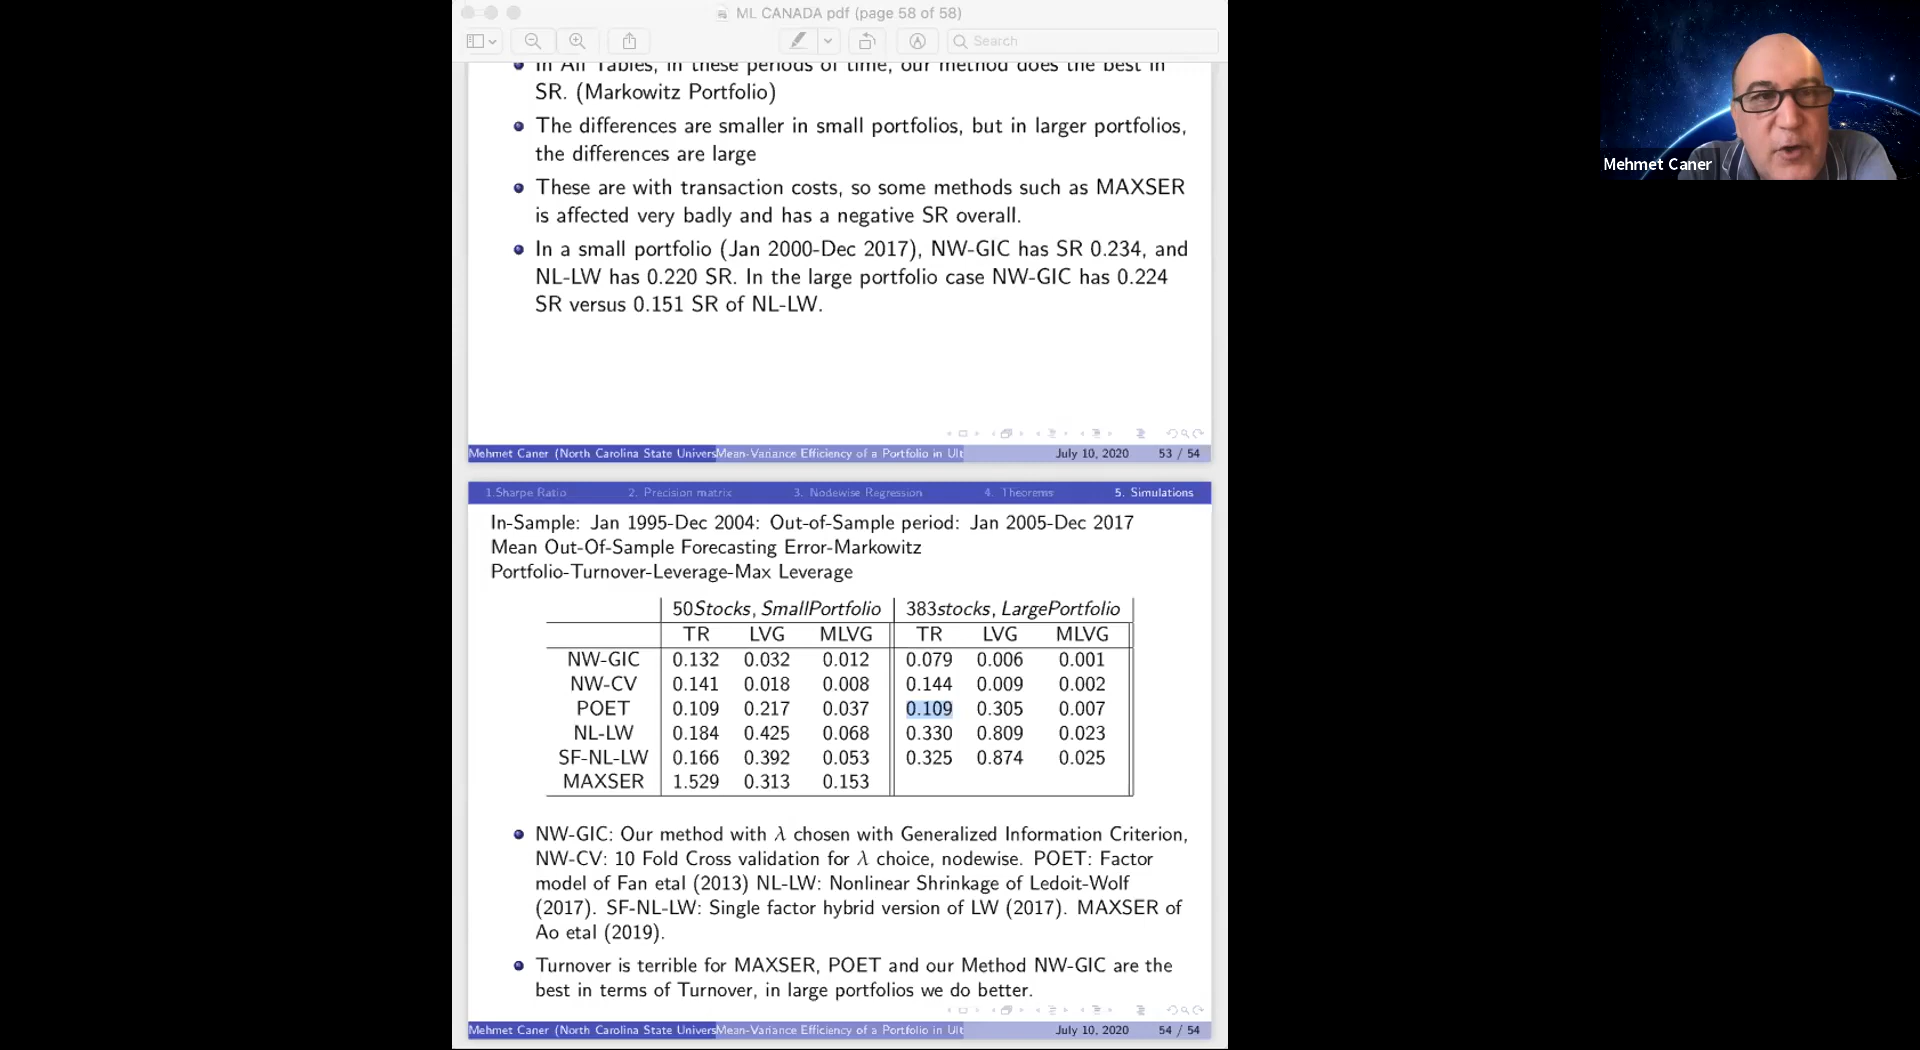 ML CANADA pdf (page 58 of 58)
Search
In All Tables, in these periods of time, our method does the best in
SR. (Markowitz Portfolio)
The differences are smaller in small portfolios, but in larger portfolios,
the differences are large
These are with transaction costs, so some methods such as MAXSER
is affected very badly and has a negative SR overall.
In a small portfolio (Jan 2000-Dec 2017), NW-GIC has SR 0.234, and
NL-LW has 0.220 SR. In the large portfolio case NW-GIC has 0.224
SR versus 0.151 SR of NL-LW.
Mehmet Caner (North Carolina State Univers Mean-Variance Efficiency of a Portfolio in Ult July 10, 2020 53 / 54
1.Sharpe Ratio 2. Precision matrix 3. Nodewise Regression 4. Theorems 5. Simulations
In-Sample: Jan 1995-Dec 2004: Out-of-Sample period: Jan 2005-Dec 2017
Mean Out-Of-Sample Forecasting Error-Markowitz
Portfolio-Turnover-Leverage-Max Leverage
50Stocks, SmallPortfolio 383stocks, LargePortfolio
TR LVG MLVG TR LVG MLVG
NW-GIC 0.132 0.032 0.012 0.079 0.006 0.001
NW-CV 0.141 0.018 0.008 0.144 0.009 0.002
POET 0.109 0.217 0.037 0.109 0.305 0.007
NL-LW 0.184 0.425 0.068 0.330 0.809 0.023
SF-NL-LW 0.166 0.392 0.053 0.325 0.874 0.025
MAXSER 1.529 0.313 0.153
NW-GIC: Our method with λ chosen with Generalized Information Criterion,
NW-CV: 10 Fold Cross validation for λ choice, nodewise. POET: Factor
model of Fan etal (2013) NL-LW: Nonlinear Shrinkage of Ledoit-Wolf
(2017). SF-NL-LW: Single factor hybrid version of LW (2017). MAXSER of
Ao etal (2019).
Turnover is terrible for MAXSER, POET and our Method NW-GIC are the
best in terms of Turnover, in large portfolios we do better.
Mehmet Caner (North Carolina State Univers Mean-Variance Efficiency of a Portfolio in Ult July 10, 2020 54 / 54
Mehmet Caner